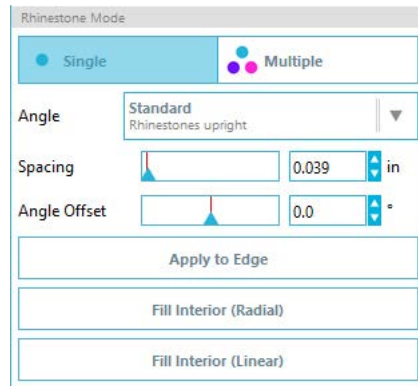 Rhinestone Mode
Single Multiple
Angle Standard
Rhinestones upright
Spacing 0.039 in
Angle Offset 0.0 °
Apply to Edge
Fill Interior (Radial)
Fill Interior (Linear)